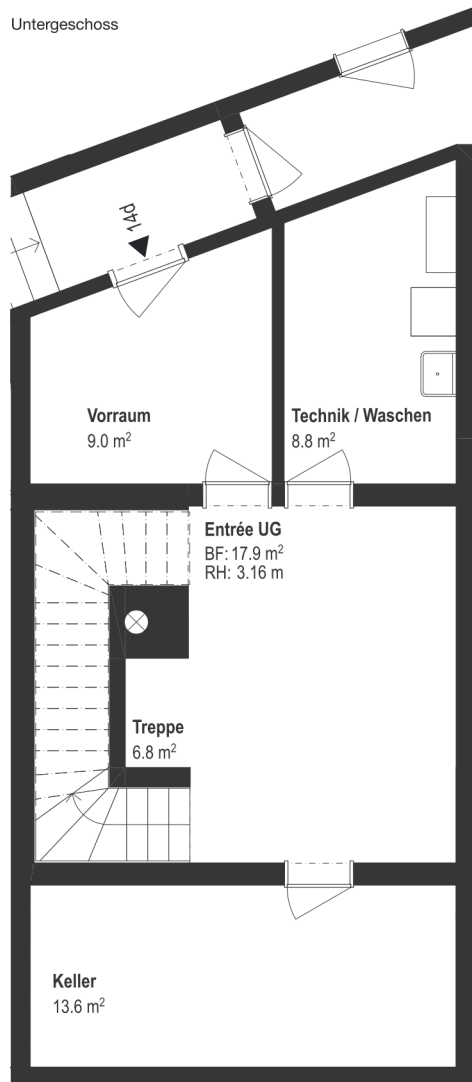 Untergeschoss
14d
Vorraum
9.0 m²
Technik / Waschen
8.8 m²
Entrée UG
BF: 17.9 m²
RH: 3.16 m
Treppe
6.8 m²
Keller
13.6 m²